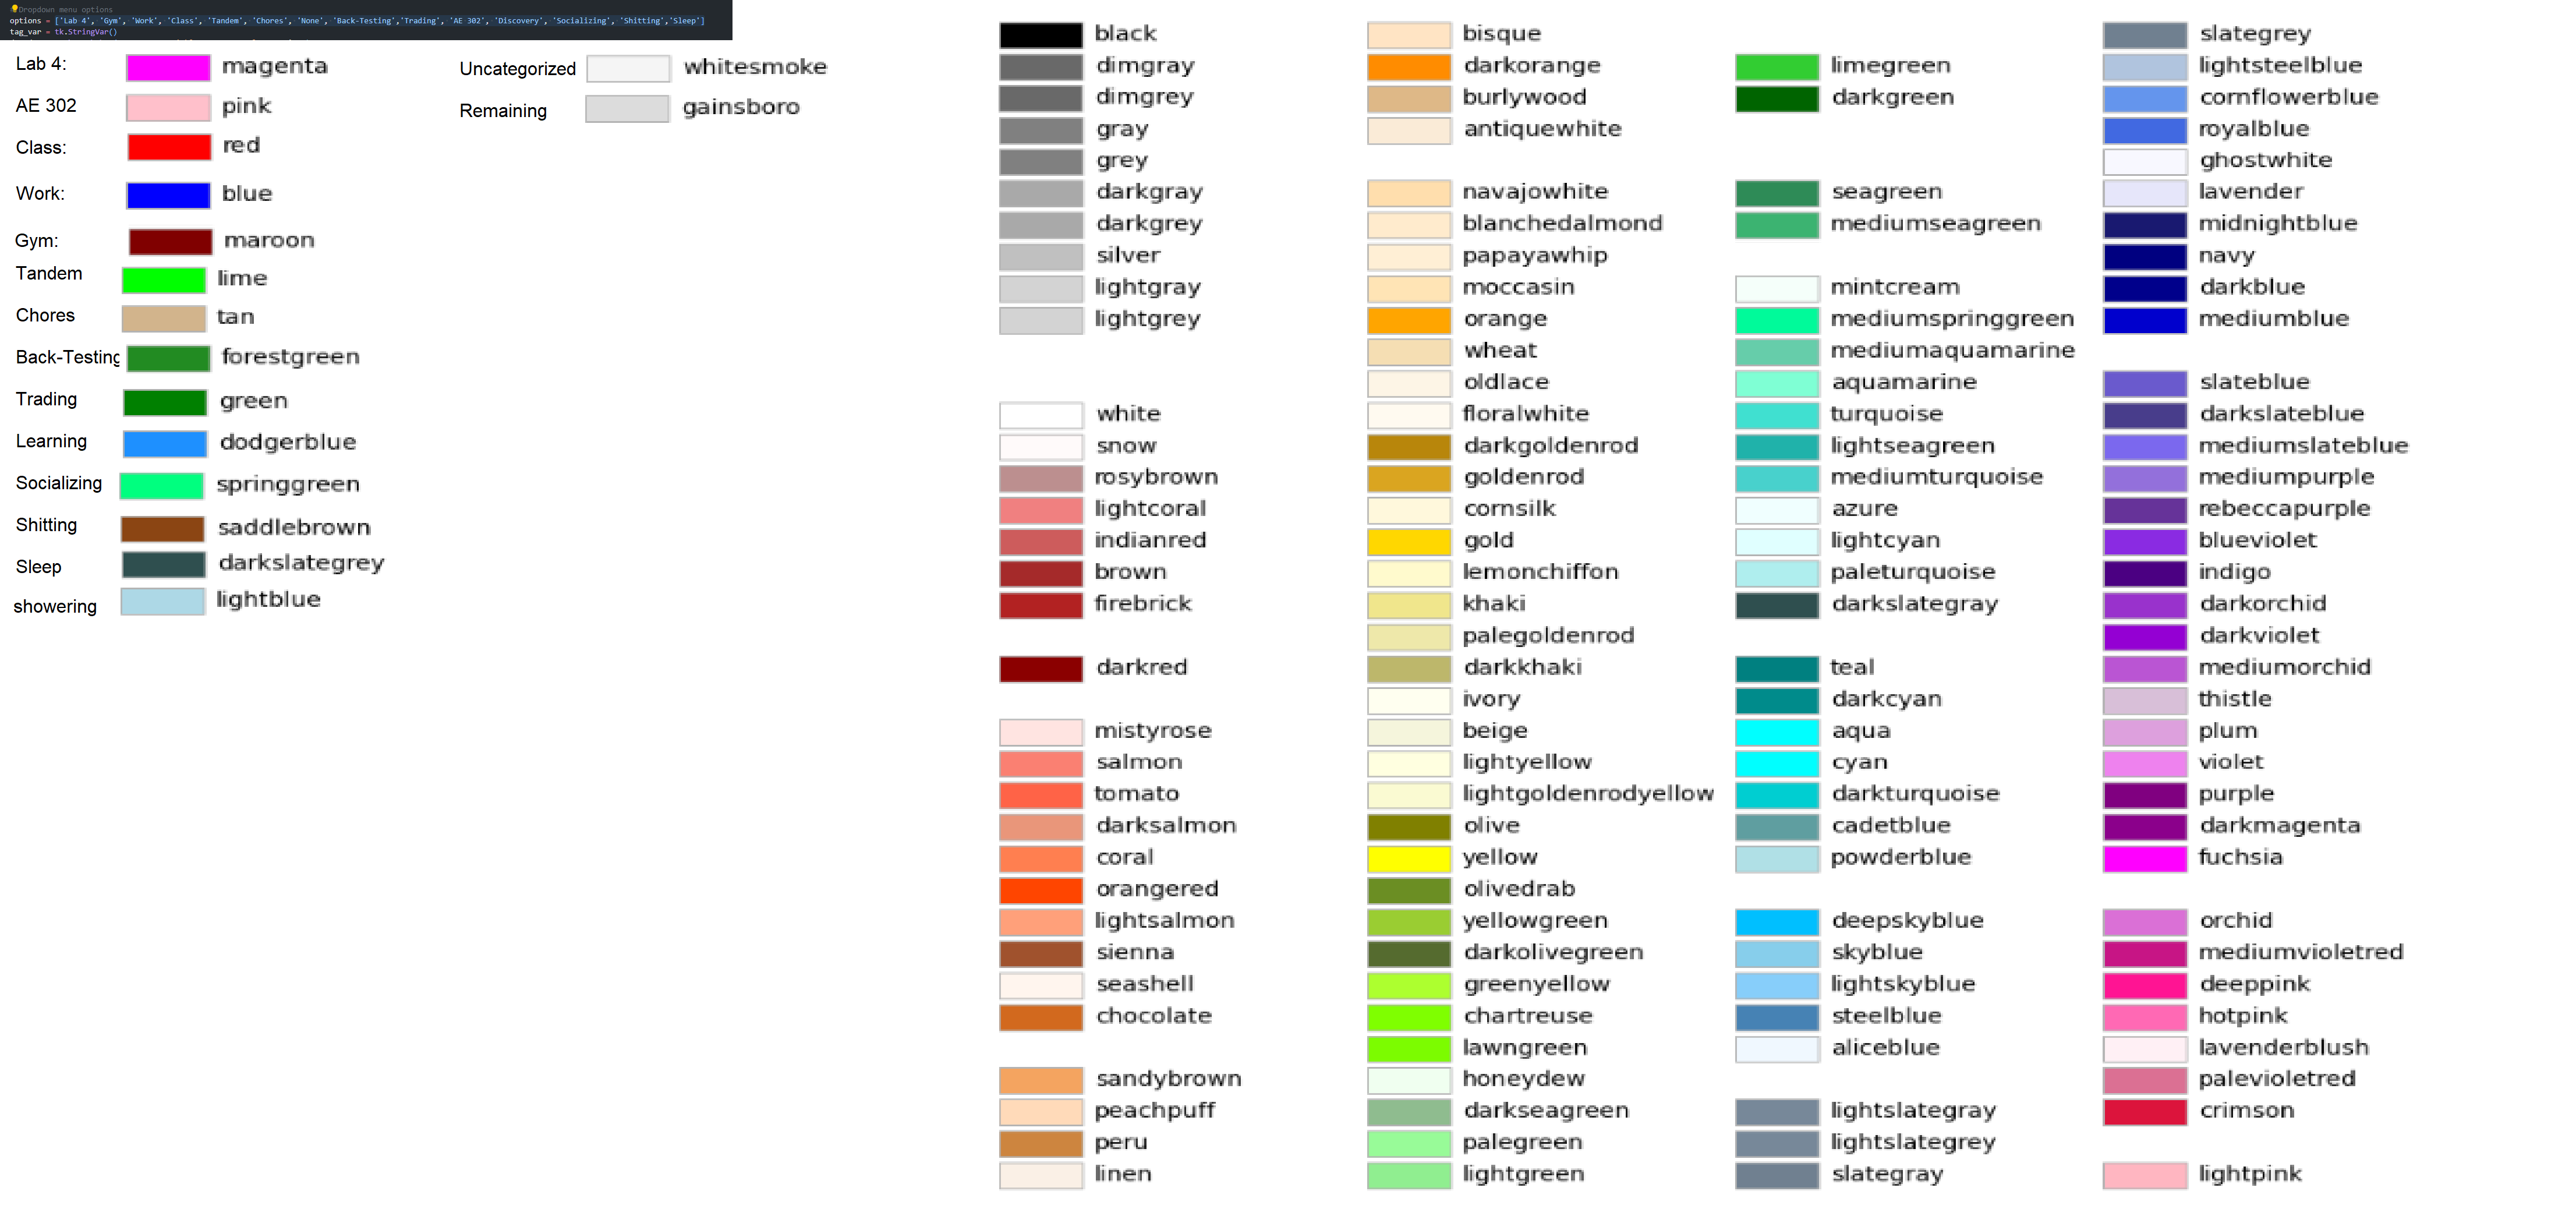 Dropdown menu options
options = ['Lab 4', 'Gym', 'Work', 'Class', 'Tandem', 'Chores', 'None', 'Back-Testing','Trading', 'AE 302', 'Discovery', 'Socializing', 'Shitting','Sleep']
tag_var = tk.StringVar()
Lab 4: magenta
AE 302 pink
Class: red
Work: blue
Gym: maroon
Tandem lime
Chores tan
Back-Testing forestgreen
Trading green
Learning dodgerblue
Socializing springgreen
Shitting saddlebrown
Sleep darkslategrey
showering lightblue
Uncategorized whitesmoke
Remaining gainsboro
black
dimgray
dimgrey
gray
grey
darkgray
darkgrey
silver
lightgray
lightgrey
white
snow
rosybrown
lightcoral
indianred
brown
firebrick
darkred
mistyrose
salmon
tomato
darksalmon
coral
orangered
lightsalmon
sienna
seashell
chocolate
sandybrown
peachpuff
peru
linen
bisque
darkorange
burlywood
antiquewhite
navajowhite
blanchedalmond
papayawhip
moccasin
orange
wheat
oldlace
floralwhite
darkgoldenrod
goldenrod
cornsilk
gold
lemonchiffon
khaki
palegoldenrod
darkkhaki
ivory
beige
lightyellow
lightgoldenrodyellow
olive
yellow
olivedrab
yellowgreen
darkolivegreen
greenyellow
chartreuse
lawngreen
honeydew
darkseagreen
palegreen
lightgreen
limegreen
darkgreen
seagreen
mediumseagreen
mintcream
mediumspringgreen
mediumaquamarine
aquamarine
turquoise
lightseagreen
mediumturquoise
azure
lightcyan
paleturquoise
darkslategray
teal
darkcyan
aqua
cyan
darkturquoise
cadetblue
powderblue
deepskyblue
skyblue
lightskyblue
steelblue
aliceblue
lightslategray
lightslategrey
slategray
slategrey
lightsteelblue
cornflowerblue
royalblue
ghostwhite
lavender
midnightblue
navy
darkblue
mediumblue
slateblue
darkslateblue
mediumslateblue
mediumpurple
rebeccapurple
blueviolet
indigo
darkorchid
darkviolet
mediumorchid
thistle
plum
violet
purple
darkmagenta
fuchsia
orchid
mediumvioletred
deeppink
hotpink
lavenderblush
palevioletred
crimson
lightpink